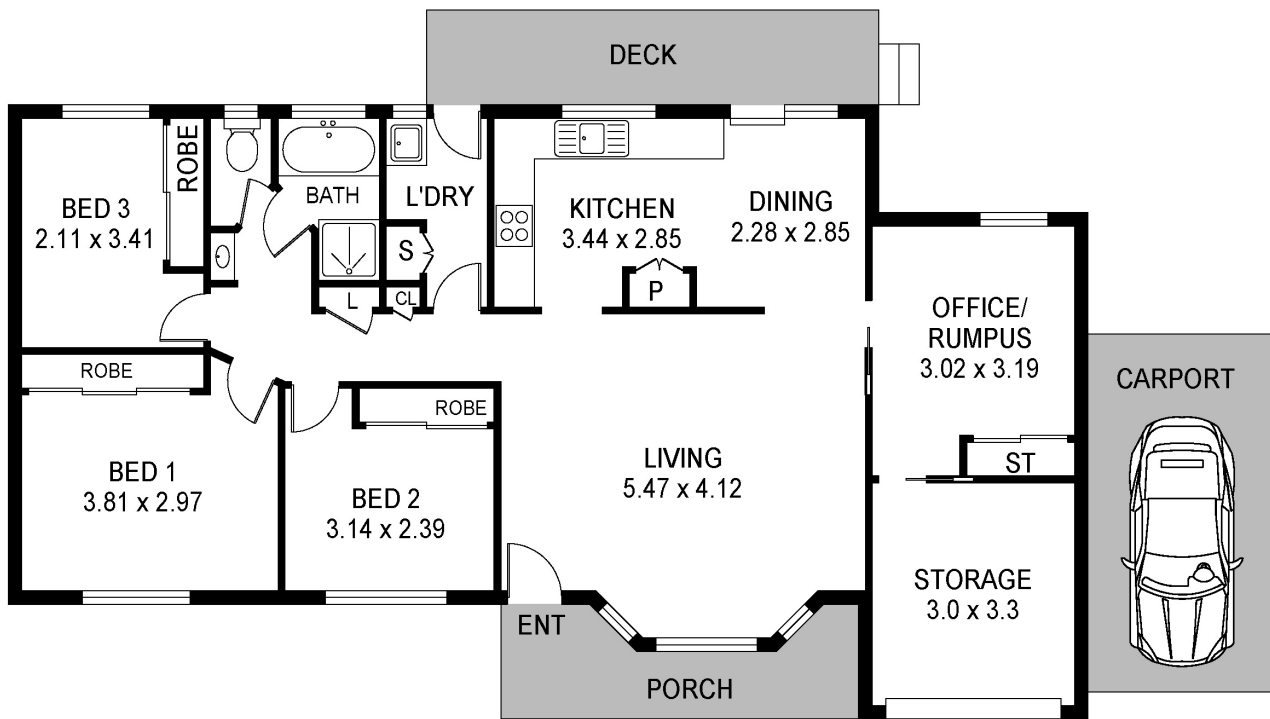 DECK
ROBE
BED 3
2.11 x 3.41
BATH
L'DRY
KITCHEN
3.44 x 2.85
DINING
2.28 x 2.85
S
P
L
CL
OFFICE/
RUMPUS
3.02 x 3.19
CARPORT
ROBE
ROBE
BED 1
3.81 x 2.97
BED 2
3.14 x 2.39
LIVING
5.47 x 4.12
ST
STORAGE
3.0 x 3.3
ENT
PORCH